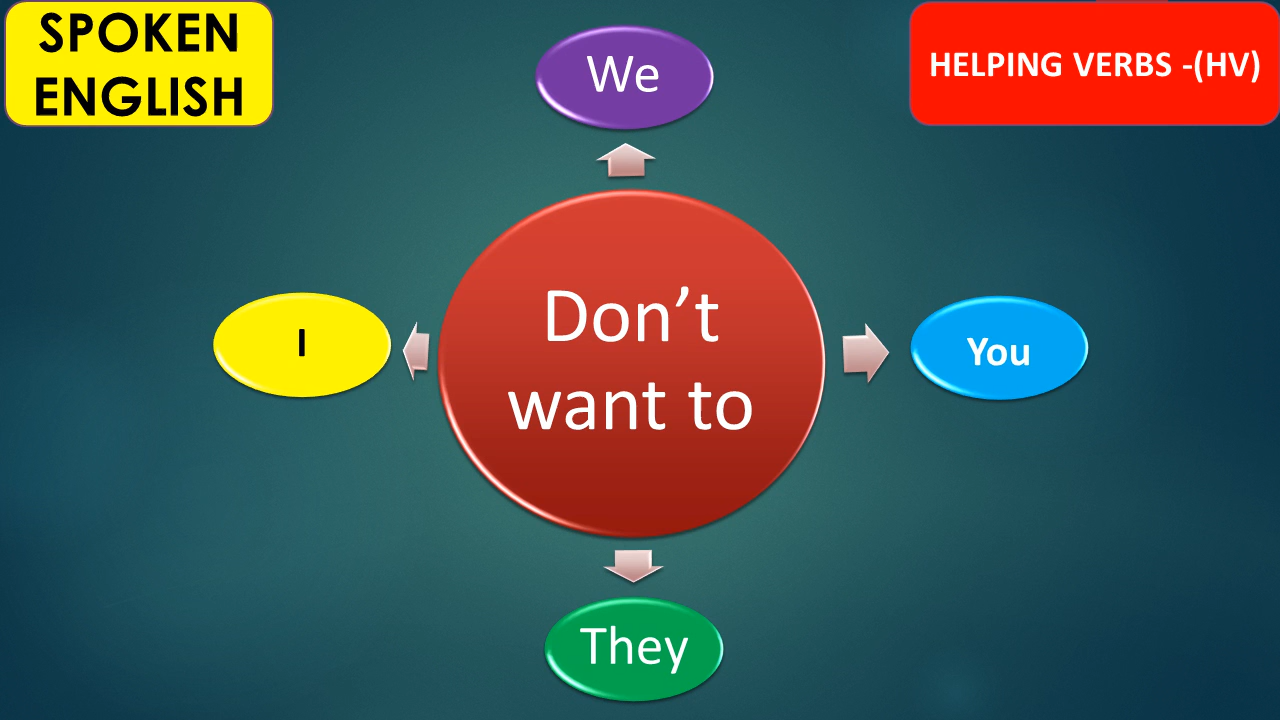 SPOKEN
ENGLISH
We
HELPING VERBS -(HV)
I
Don’t
want to
You
They